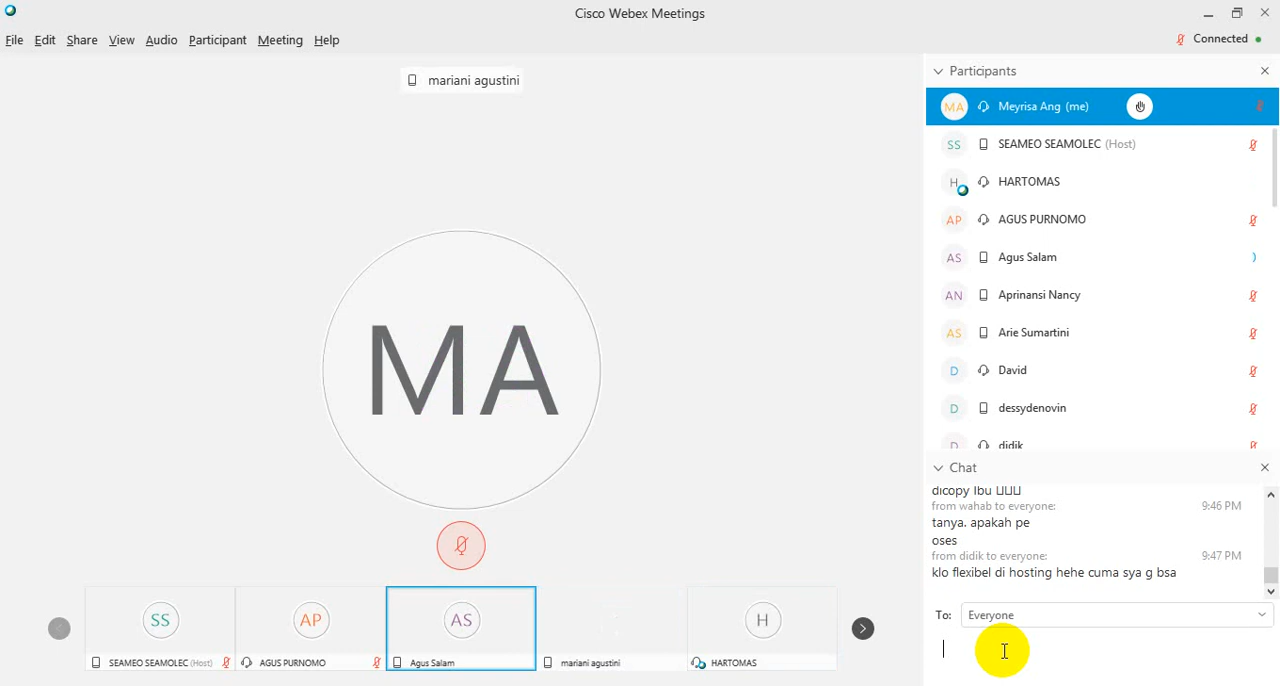 Cisco Webex Meetings
File Edit Share View Audio Participant Meeting Help
Connected
mariani agustini
MA
SS
SEAMEO SEAMOLEC (Host)
AP
AGUS PURNOMO
AS
Agus Salam
mariani agustini
H
HARTOMAS
Participants
MA Meyrisa Ang (me)
SS SEAMEO SEAMOLEC (Host)
H HARTOMAS
AP AGUS PURNOMO
AS Agus Salam
AN Aprinansi Nancy
AS Arie Sumartini
D David
D dessydenovin
D didik
Chat
dicopy Ibu
from wahab to everyone: 9:46 PM
tanya. apakah pe
oses
from didik to everyone: 9:47 PM
klo flexibel di hosting hehe cuma sya g bsa
To: Everyone